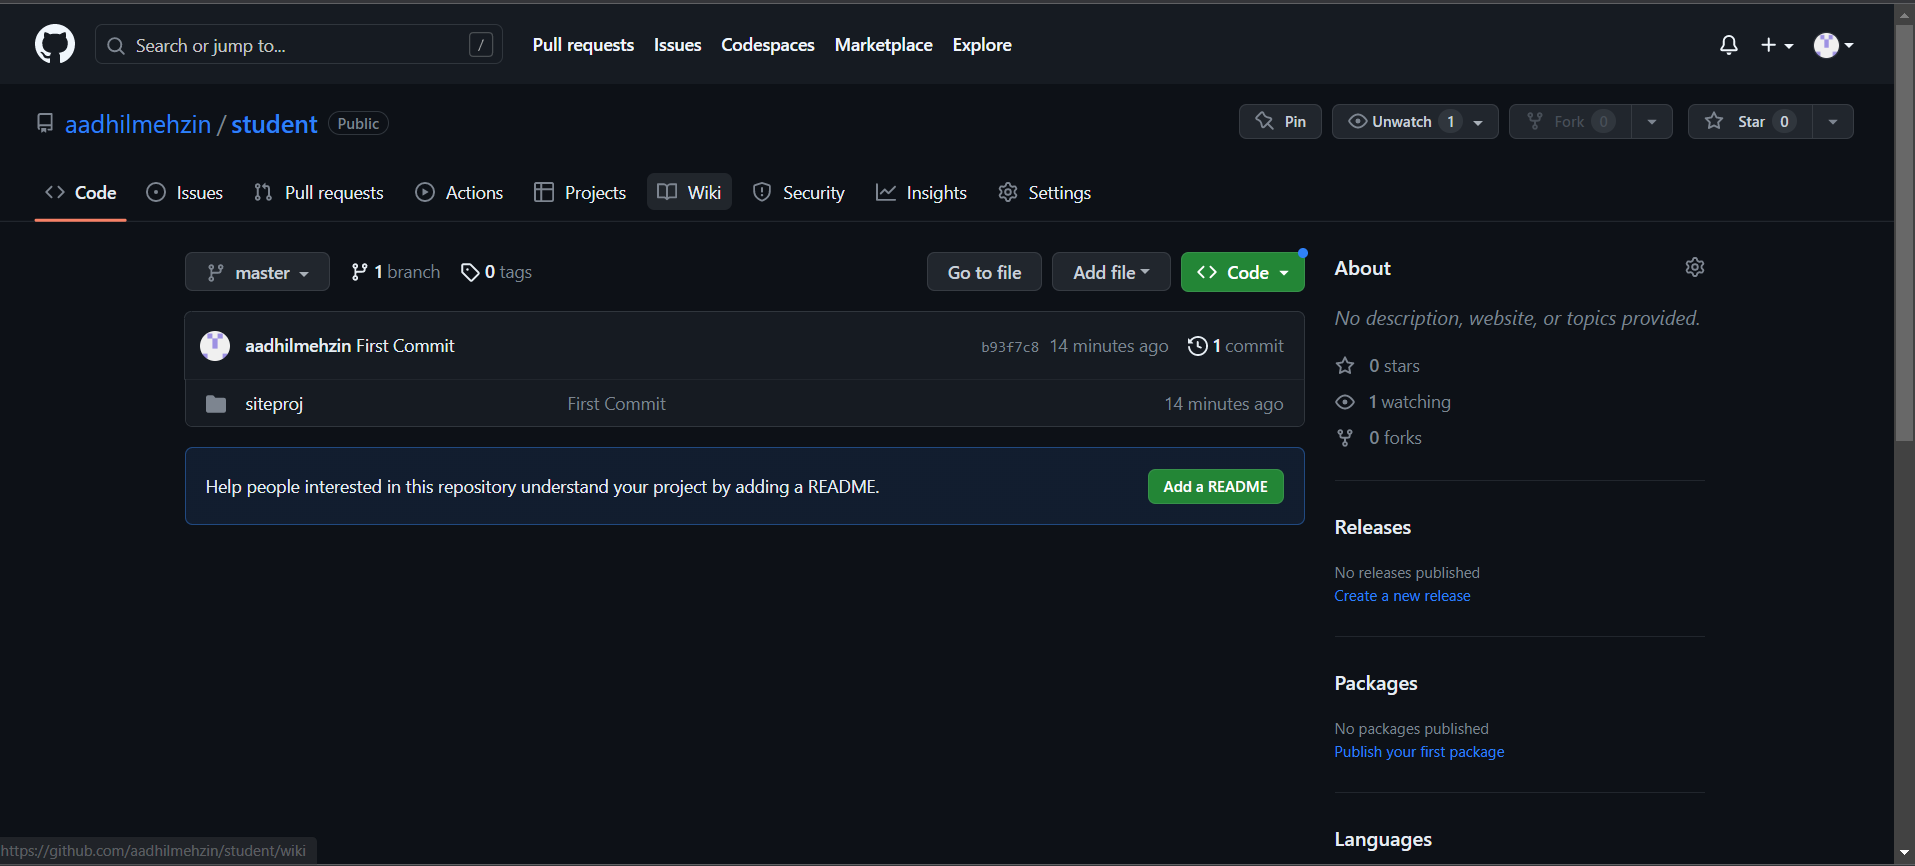 Search or jump to... / Pull requests Issues Codespaces Marketplace Explore
aadhilmehzin / student Public Pin Unwatch 1 Fork 0 Star 0
Code Issues Pull requests Actions Projects Wiki Security Insights Settings
master 1 branch 0 tags Go to file Add file Code
aadhilmehzin First Commit b93f7c8 14 minutes ago 1 commit
siteproj First Commit 14 minutes ago
Help people interested in this repository understand your project by adding a README. Add a README
About
No description, website, or topics provided.
0 stars
1 watching
0 forks
Releases
No releases published
Create a new release
Packages
No packages published
Publish your first package
Languages
https://github.com/aadhilmehzin/student/wiki